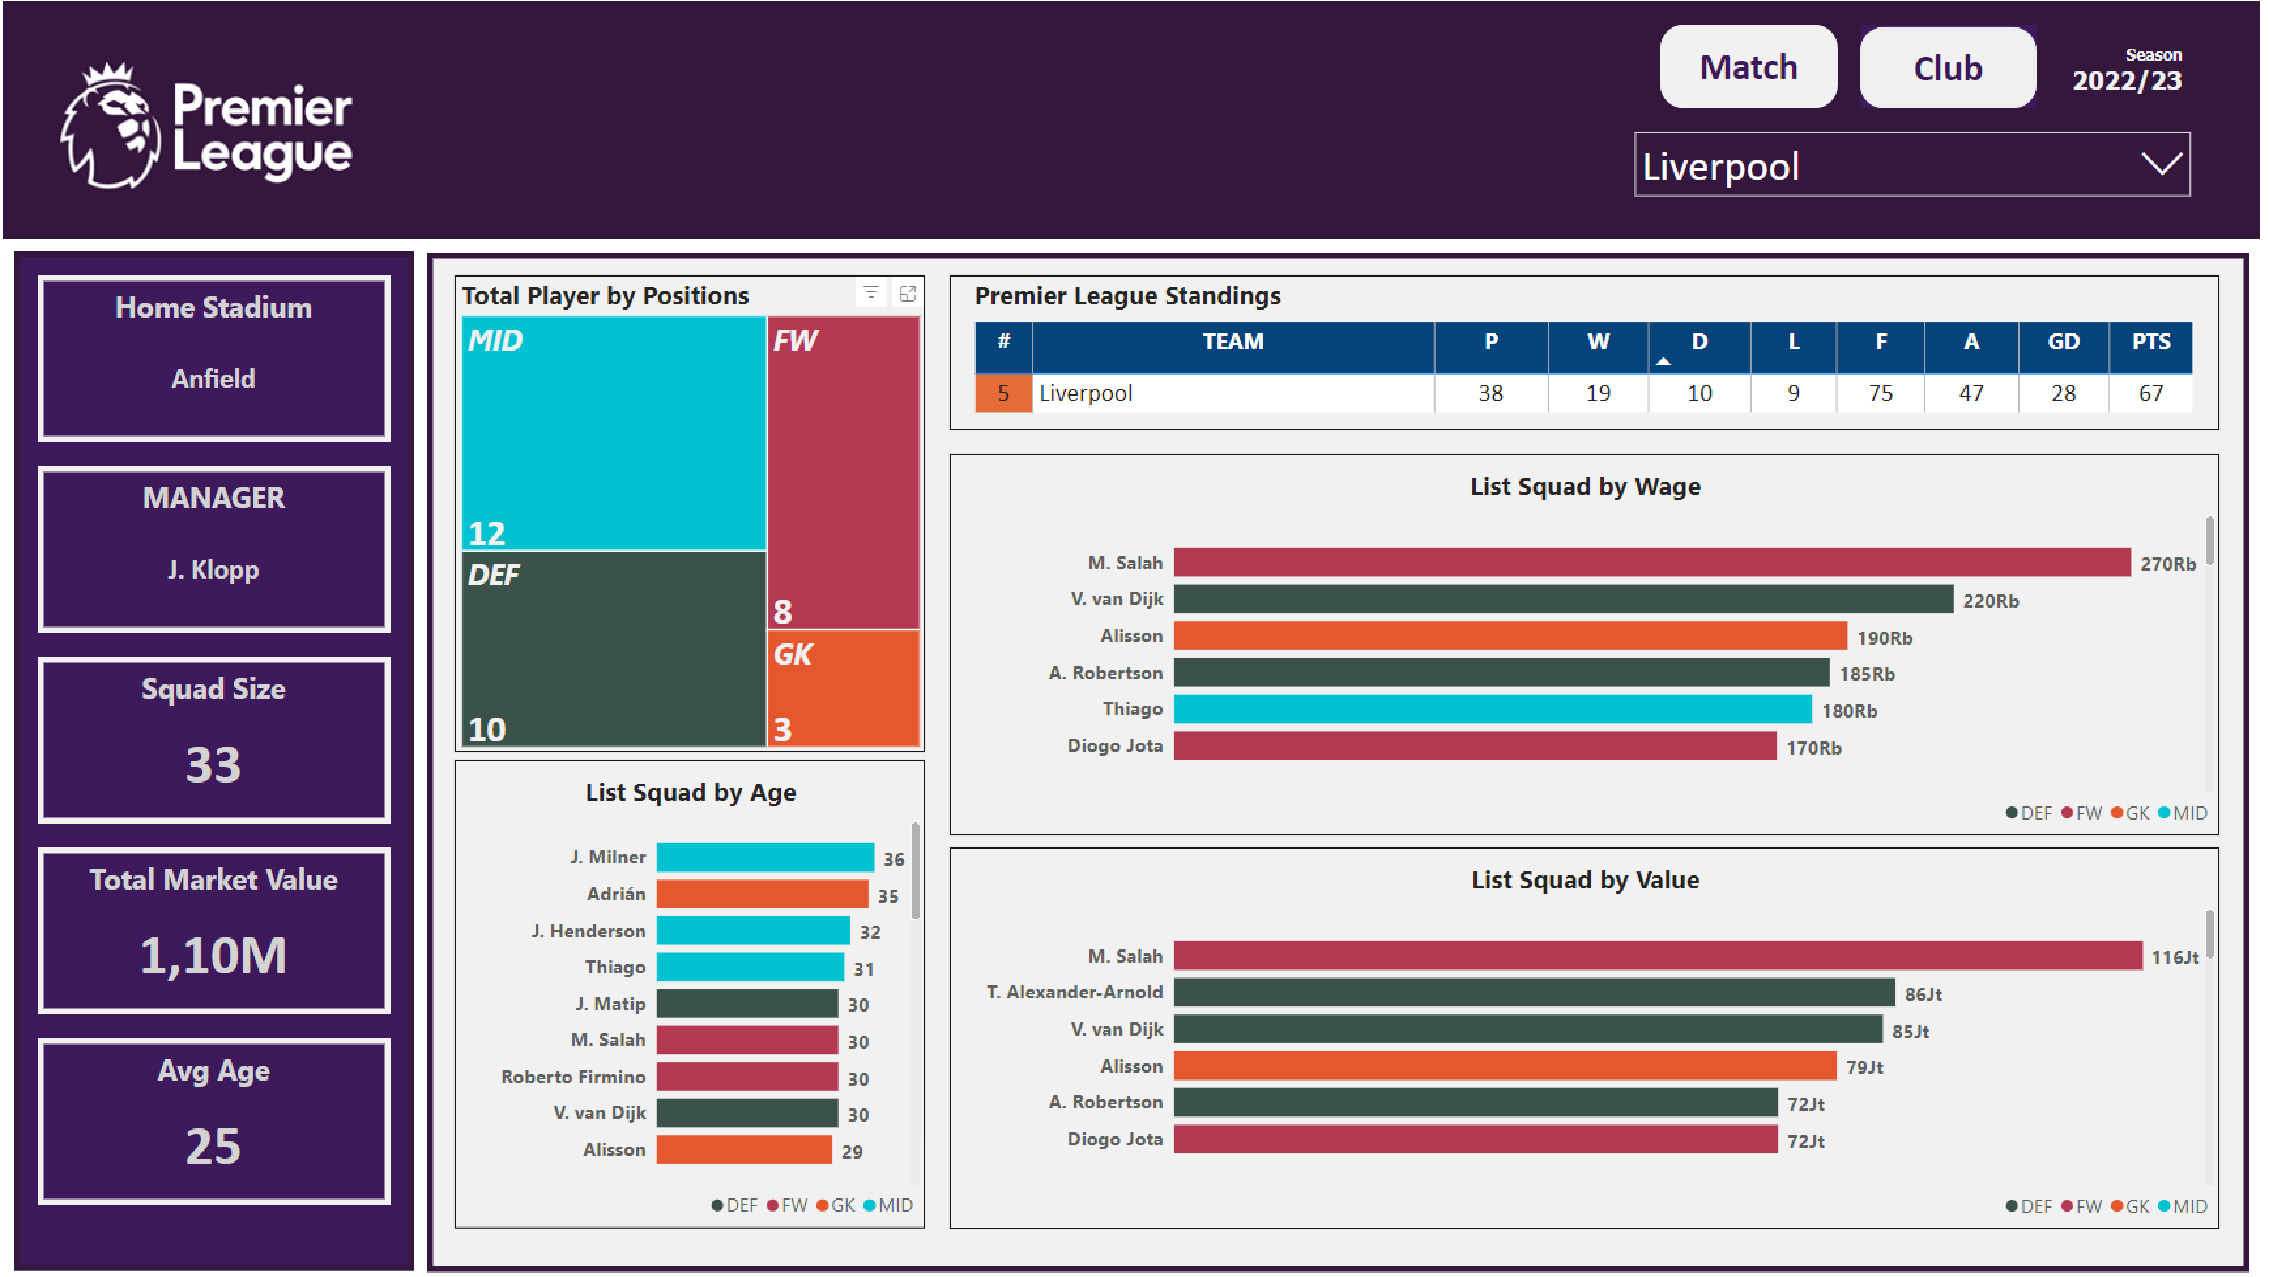 Premier
League
Match
Club
Season
2022/23
Liverpool
Home Stadium
Anfield
MANAGER
J. Klopp
Squad Size
33
Total Market Value
1,10M
Avg Age
25
Total Player by Positions
MID
12
DEF
10
FW
8
GK
3
List Squad by Age
J. Milner 36
Adrián 35
J. Henderson 32
Thiago 31
J. Matip 30
M. Salah 30
Roberto Firmino 30
V. van Dijk 30
Alisson 29
DEF FW GK MID
Premier League Standings
# TEAM P W D L F A GD PTS
5 Liverpool 38 19 10 9 75 47 28 67
List Squad by Wage
M. Salah 270Rb
V. van Dijk 220Rb
Alisson 190Rb
A. Robertson 185Rb
Thiago 180Rb
Diogo Jota 170Rb
DEF FW GK MID
List Squad by Value
M. Salah 116Jt
T. Alexander-Arnold 86Jt
V. van Dijk 85Jt
Alisson 79Jt
A. Robertson 72Jt
Diogo Jota 72Jt
DEF FW GK MID